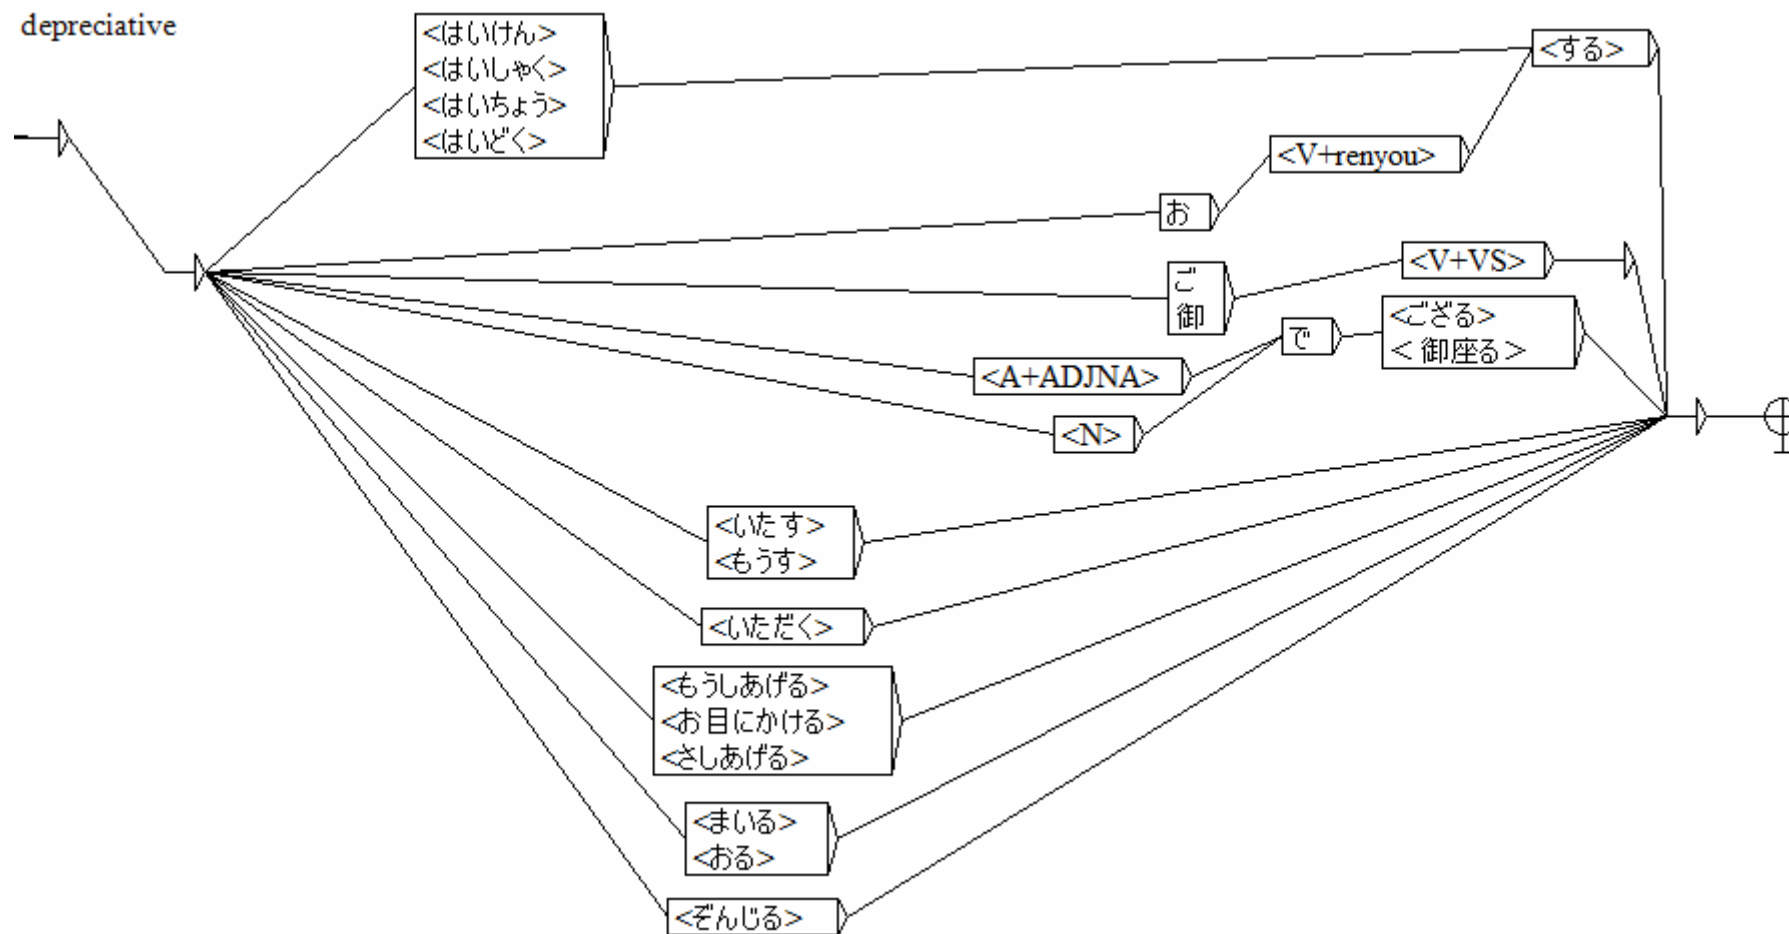 depreciative
<はいけん>
<はいしゃく>
<はいちょう>
<はいどく>
<する>
<V+renyou>
お
ご
御
<V+VS>
<A+ADJNA>
<N>
で
<ござる>
< 御座る >
<いたす>
<もうす>
<いただく>
<もうしあげる>
<お目にかける>
<さしあげる>
<まいる>
<おる>
<ぞんじる>